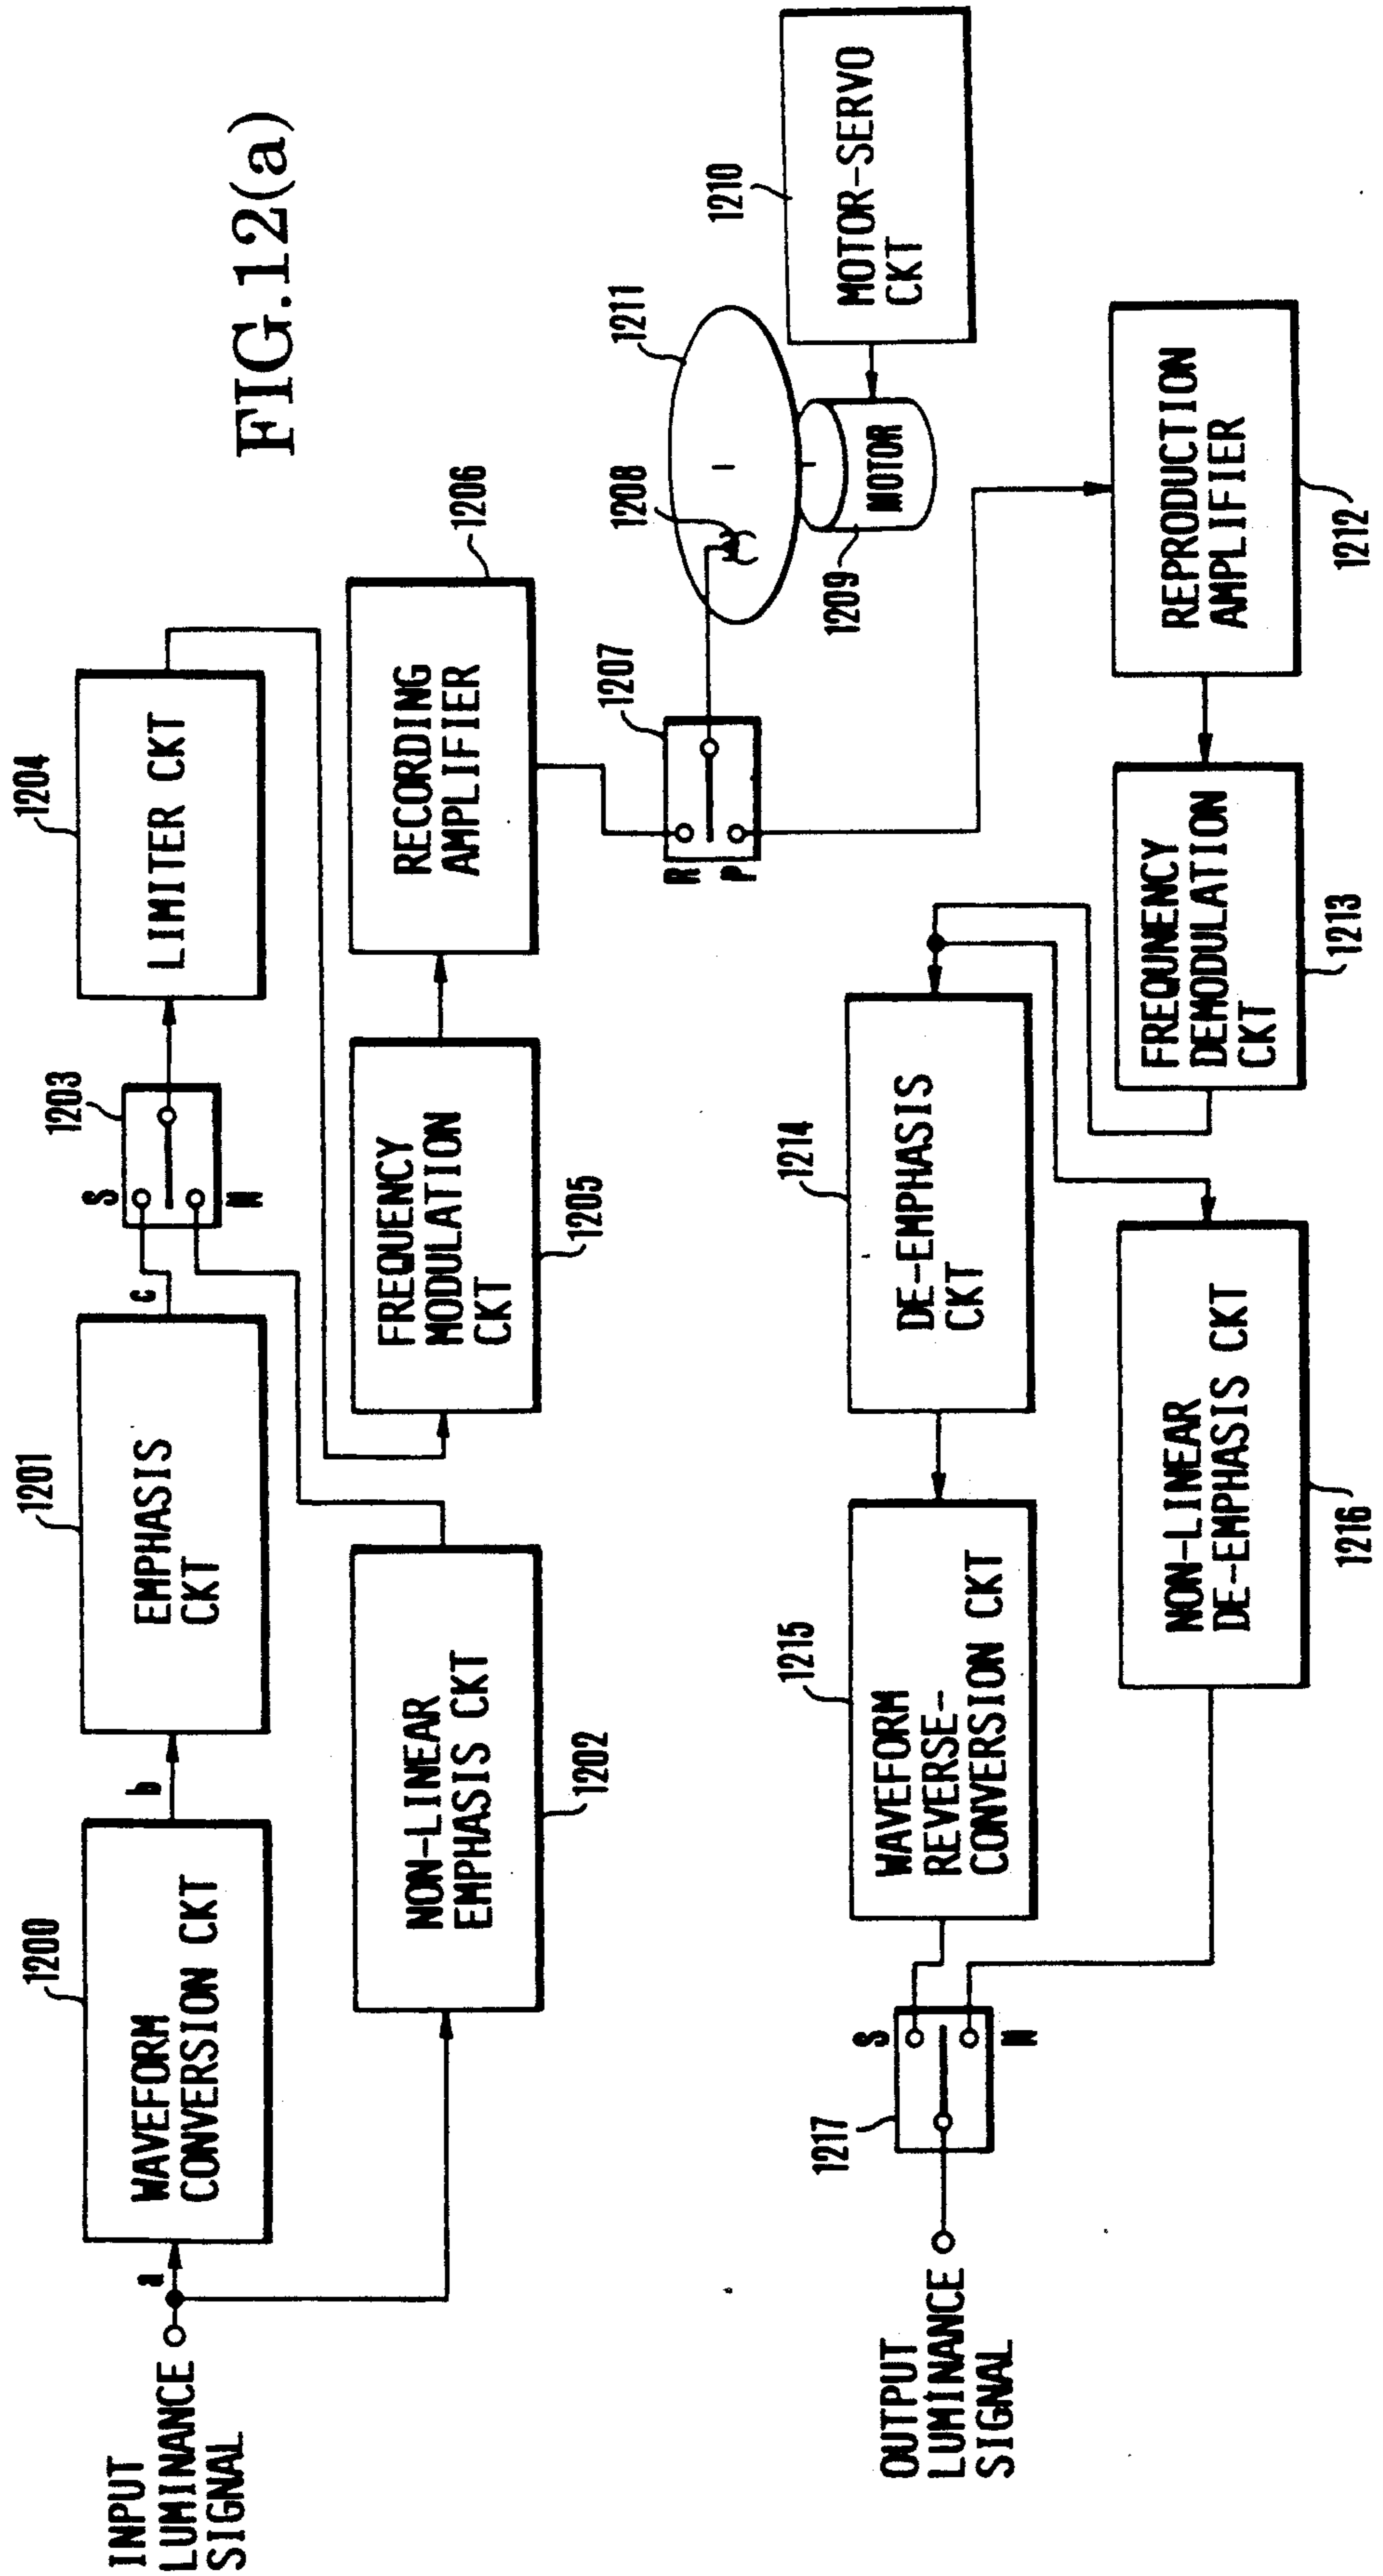 FIG.12(a)
INPUT
LUMINANCE
SIGNAL
a
1200
WAVEFORM
CONVERSION CKT
b
1201
EMPHASIS
CKT
c
1203
S
N
1204
LIMITER CKT
NON-LINEAR
EMPHASIS CKT
1202
FREQUENCY
MODULATION
CKT
1205
RECORDING
AMPLIFIER
1206
1207
R
P
1208
1211
MOTOR
1209
1210
MOTOR-SERVO
CKT
REPRODUCTION
AMPLIFIER
1212
FREQUNENCY
DEMODULATION
CKT
1213
1214
DE-EMPHASIS
CKT
1215
WAVEFORM
REVERSE-
CONVERSION CKT
NON-LINEAR
DE-EMPHASIS CKT
1216
1217
S
N
OUTPUT
LUMINANCE
SIGNAL